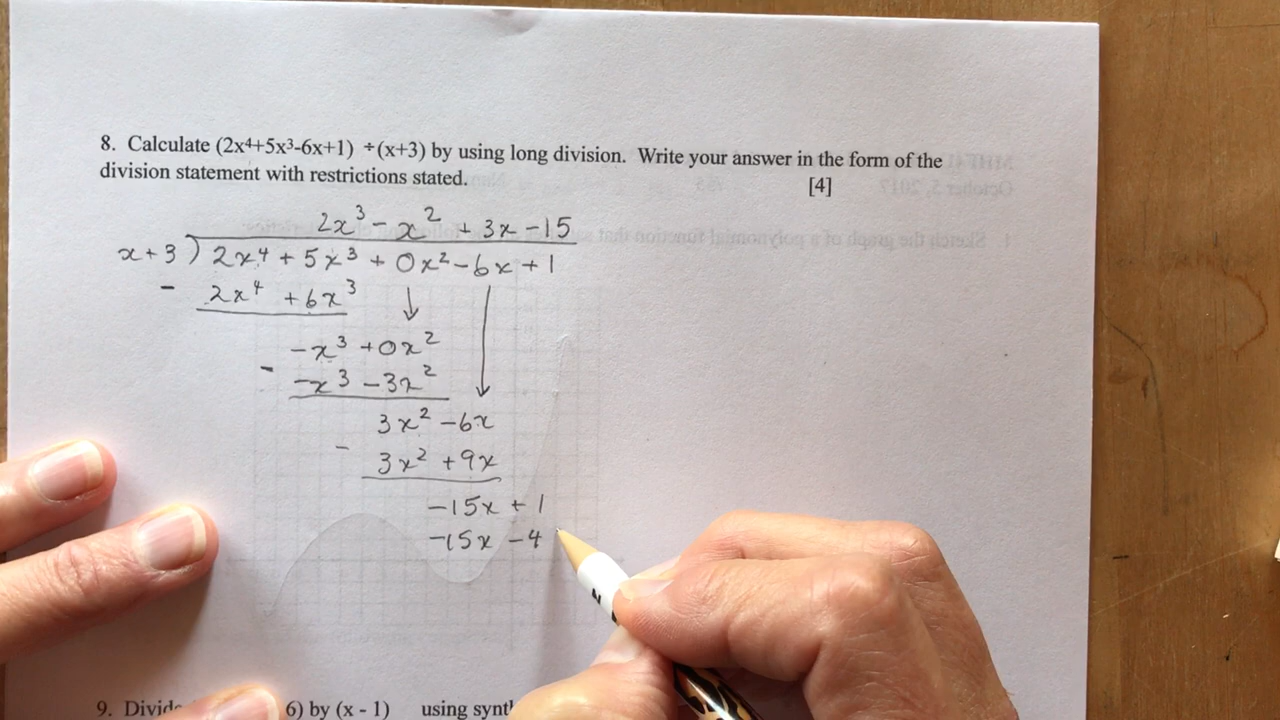 8. Calculate (2x⁴+5x³-6x+1) ÷(x+3) by using long division. Write your answer in the form of the
division statement with restrictions stated. [4]
2x³ - x² + 3x - 15
x+3 ) 2x⁴ + 5x³ + 0x² - 6x + 1
- 2x⁴ + 6x³
-x³ + 0x²
- -x³ - 3x²
3x² - 6x
- 3x² + 9x
-15x + 1
-15x - 4
9. 6) by (x - 1) using